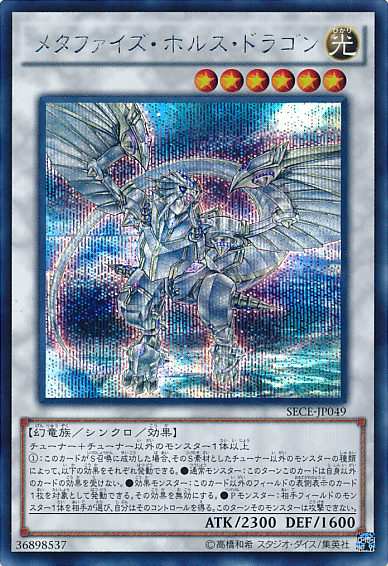 メタファイズ・ホルス・ドラゴン
光
SECE-JP049
【幻竜族／シンクロ／効果】
チューナー＋チューナー以外のモンスター1体以上
①：このカードがS召喚に成功した場合、そのS素材としたチューナー以外のモンスターの種類
によって、以下の効果をそれぞれ発動できる。●通常モンスター：このターンこのカードは自身以外
のカードの効果を受けない。●効果モンスター：このカード以外のフィールドの表側表示のカード
1枚を対象として発動できる。その効果を無効にする。●Pモンスター：相手フィールドのモン
スター1体を相手が選び、自分はそのコントロールを得る。このターンそのモンスターは攻撃できない。
ATK/2300 DEF/1600
36898537
©高橋和希 スタジオ・ダイス/集英社